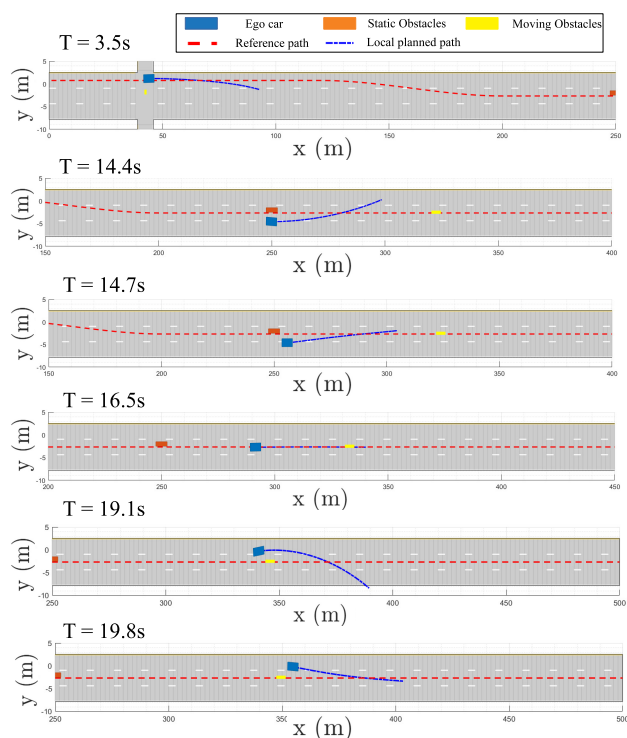 Ego car Static Obstacles Moving Obstacles
Reference path Local planned path
T = 3.5s
5
0
-5
-10
y (m)
0 50 100 150 200 250
x (m)
T = 14.4s
5
0
-5
-10
y (m)
150 200 250 300 350 400
x (m)
T = 14.7s
5
0
-5
-10
y (m)
150 200 250 300 350 400
x (m)
T = 16.5s
5
0
-5
-10
y (m)
200 250 300 350 400 450
x (m)
T = 19.1s
5
0
-5
-10
y (m)
250 300 350 400 450 500
x (m)
T = 19.8s
5
0
-5
-10
y (m)
250 300 350 400 450 500
x (m)